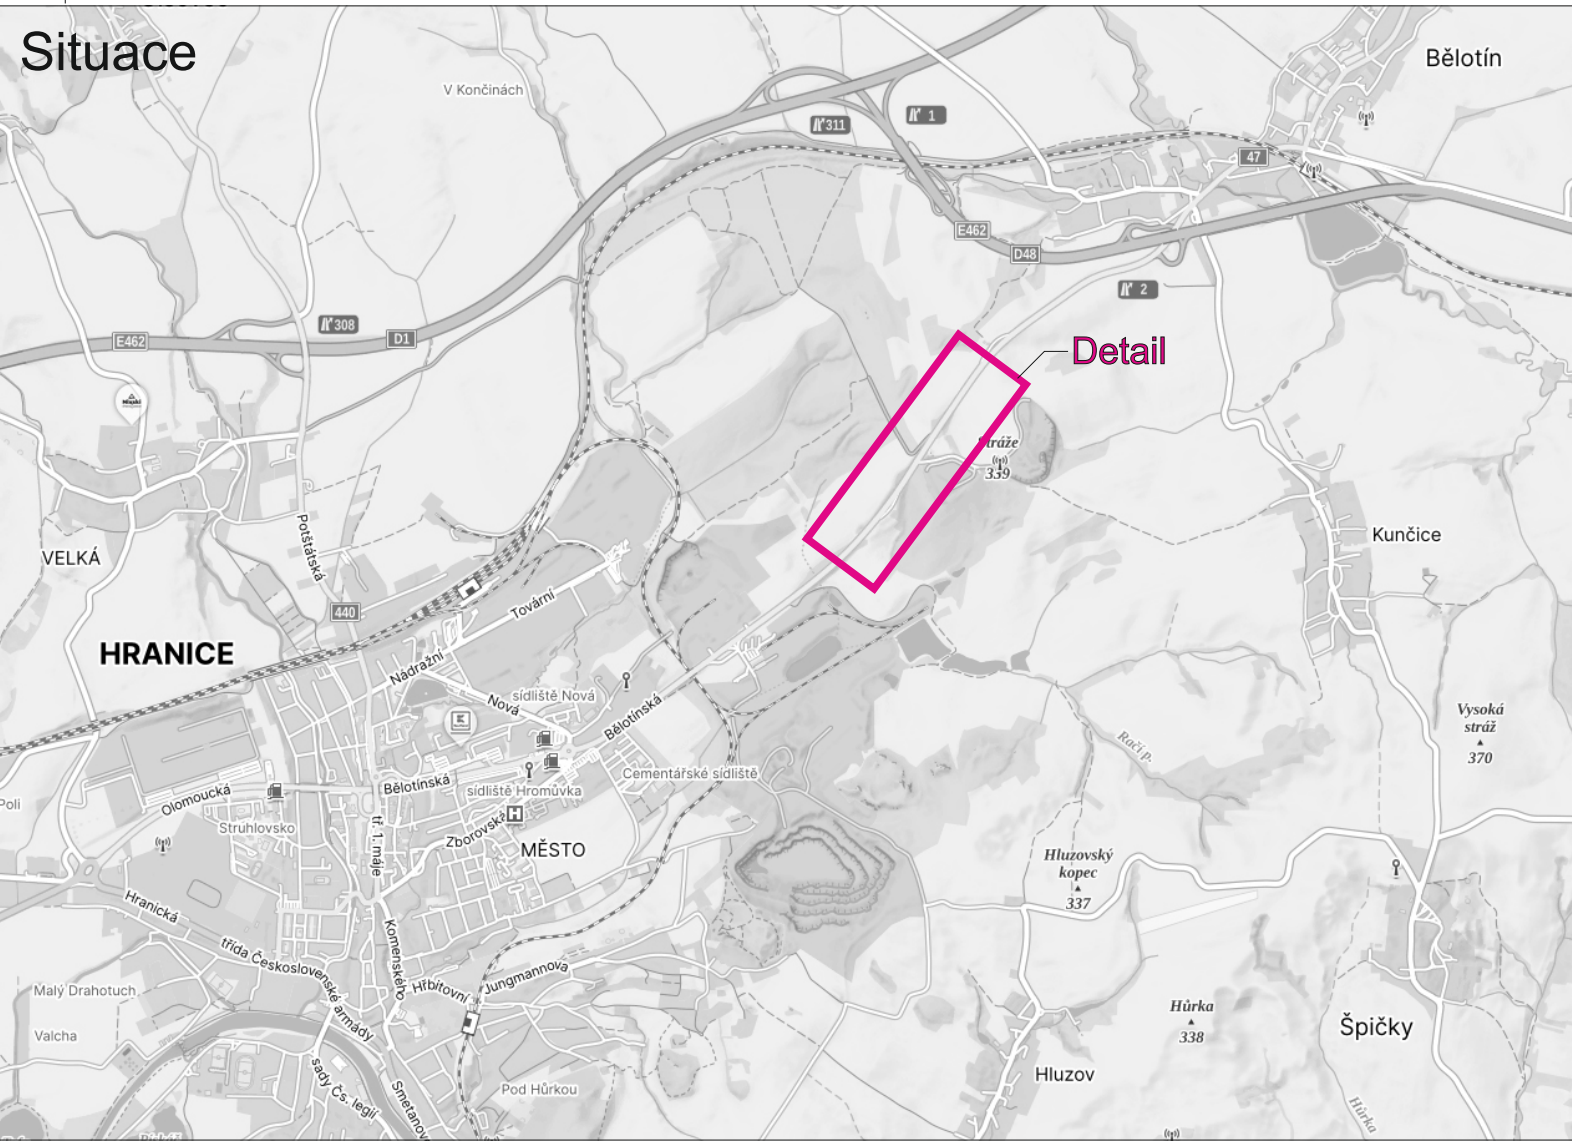 Situace
Bělotín
V Končinách
1
311
47
E462
D48
2
308
D1
E462
Detail
Stráže
339
Potštátská
VELKÁ
Kunčice
440
Tovární
HRANICE
Nádražní
sídliště Nová
Nová
Bělotínská
Vysoká
stráž
370
Račí p.
Cementářské sídliště
Bělotínská
sídliště Hromůvka
Olomoucká
Poli
Struhlovsko
tř. 1. máje
Zborovská
H
MĚSTO
Hluzovský
kopec
337
Hranická
třída Československé armády
Komenského
Hřbitovní
Jungmannova
Malý Drahotuch
Valcha
Hůrka
338
Špičky
Hluzov
sady Čs. legií
Smetanov
Pod Hůrkou
Hůrka